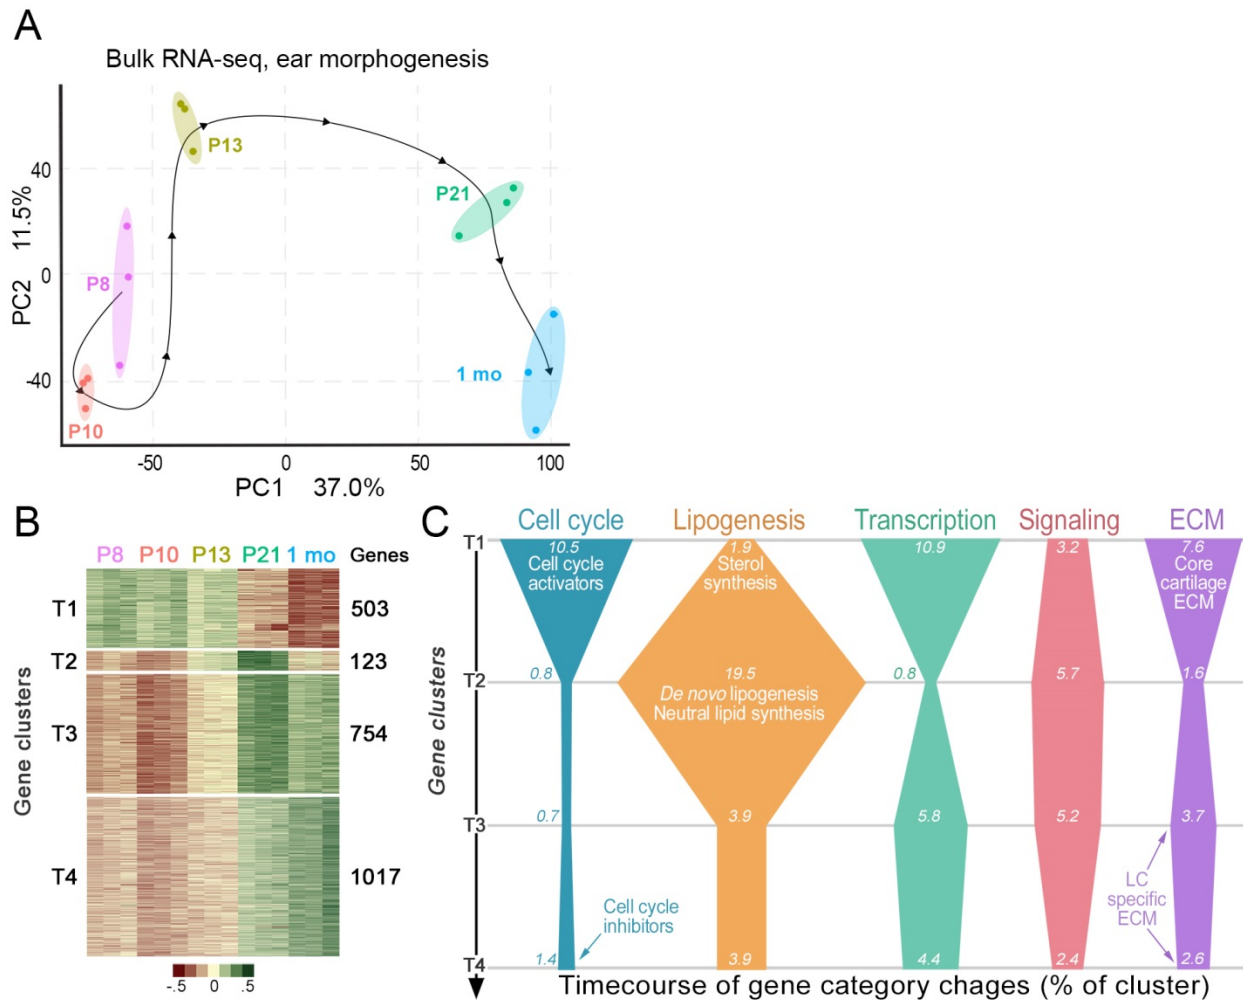 A
Bulk RNA-seq, ear morphogenesis
P13
P21
P8
1 mo
P10
40
0
-40
PC2 11.5%
-50
0
50
100
PC1 37.0%
B
P8 P10 P13 P21 1 mo Genes
T1 503
T2 123
T3 754
T4 1017
Gene clusters
-.5 0 .5
C
Cell cycle Lipogenesis Transcription Signaling ECM
T1
10.5 1.9 10.9 3.2 7.6
Cell cycle
activators
Sterol
synthesis
Core
cartilage
ECM
T2
0.8 19.5 0.8 5.7 1.6
De novo lipogenesis
Neutral lipid synthesis
Gene clusters
T3
0.7 3.9 5.8 5.2 3.7
Cell cycle
inhibitors
LC
specific
ECM
T4
1.4 3.9 4.4 2.4 2.6
Timecourse of gene category chages (% of cluster)